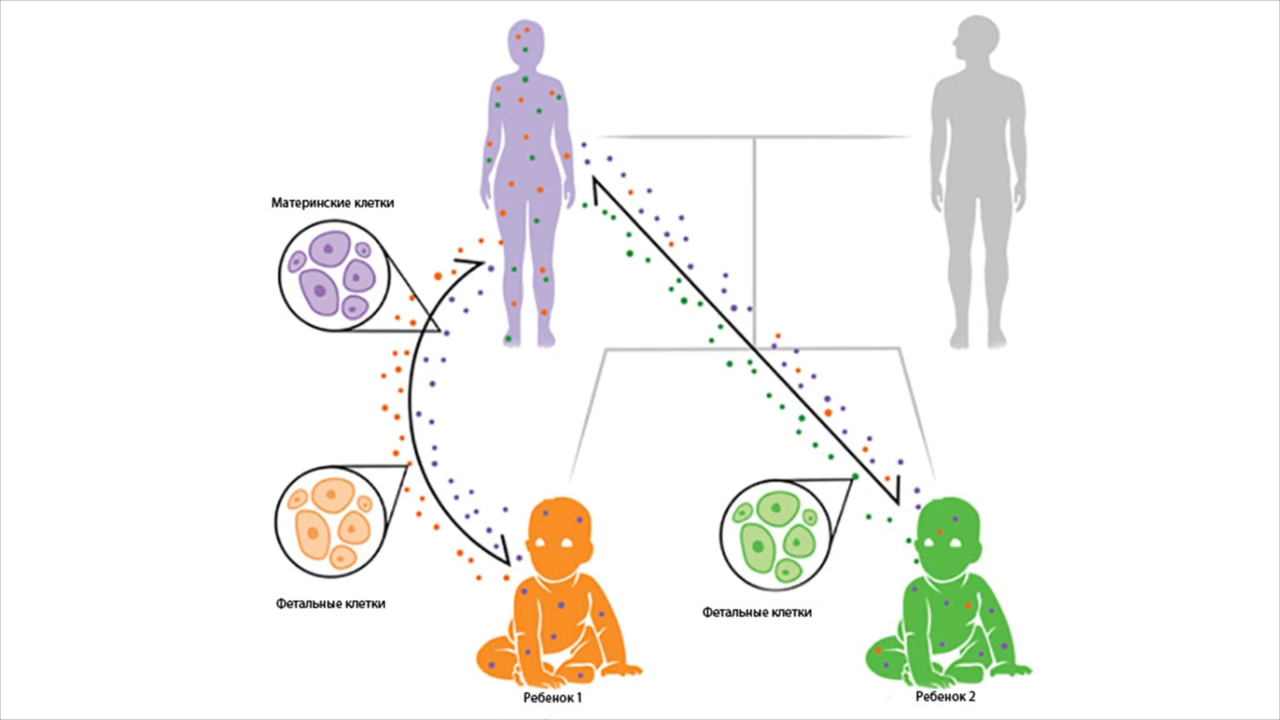 Материнские клетки
Фетальные клетки
Фетальные клетки
Ребенок 1
Ребенок 2